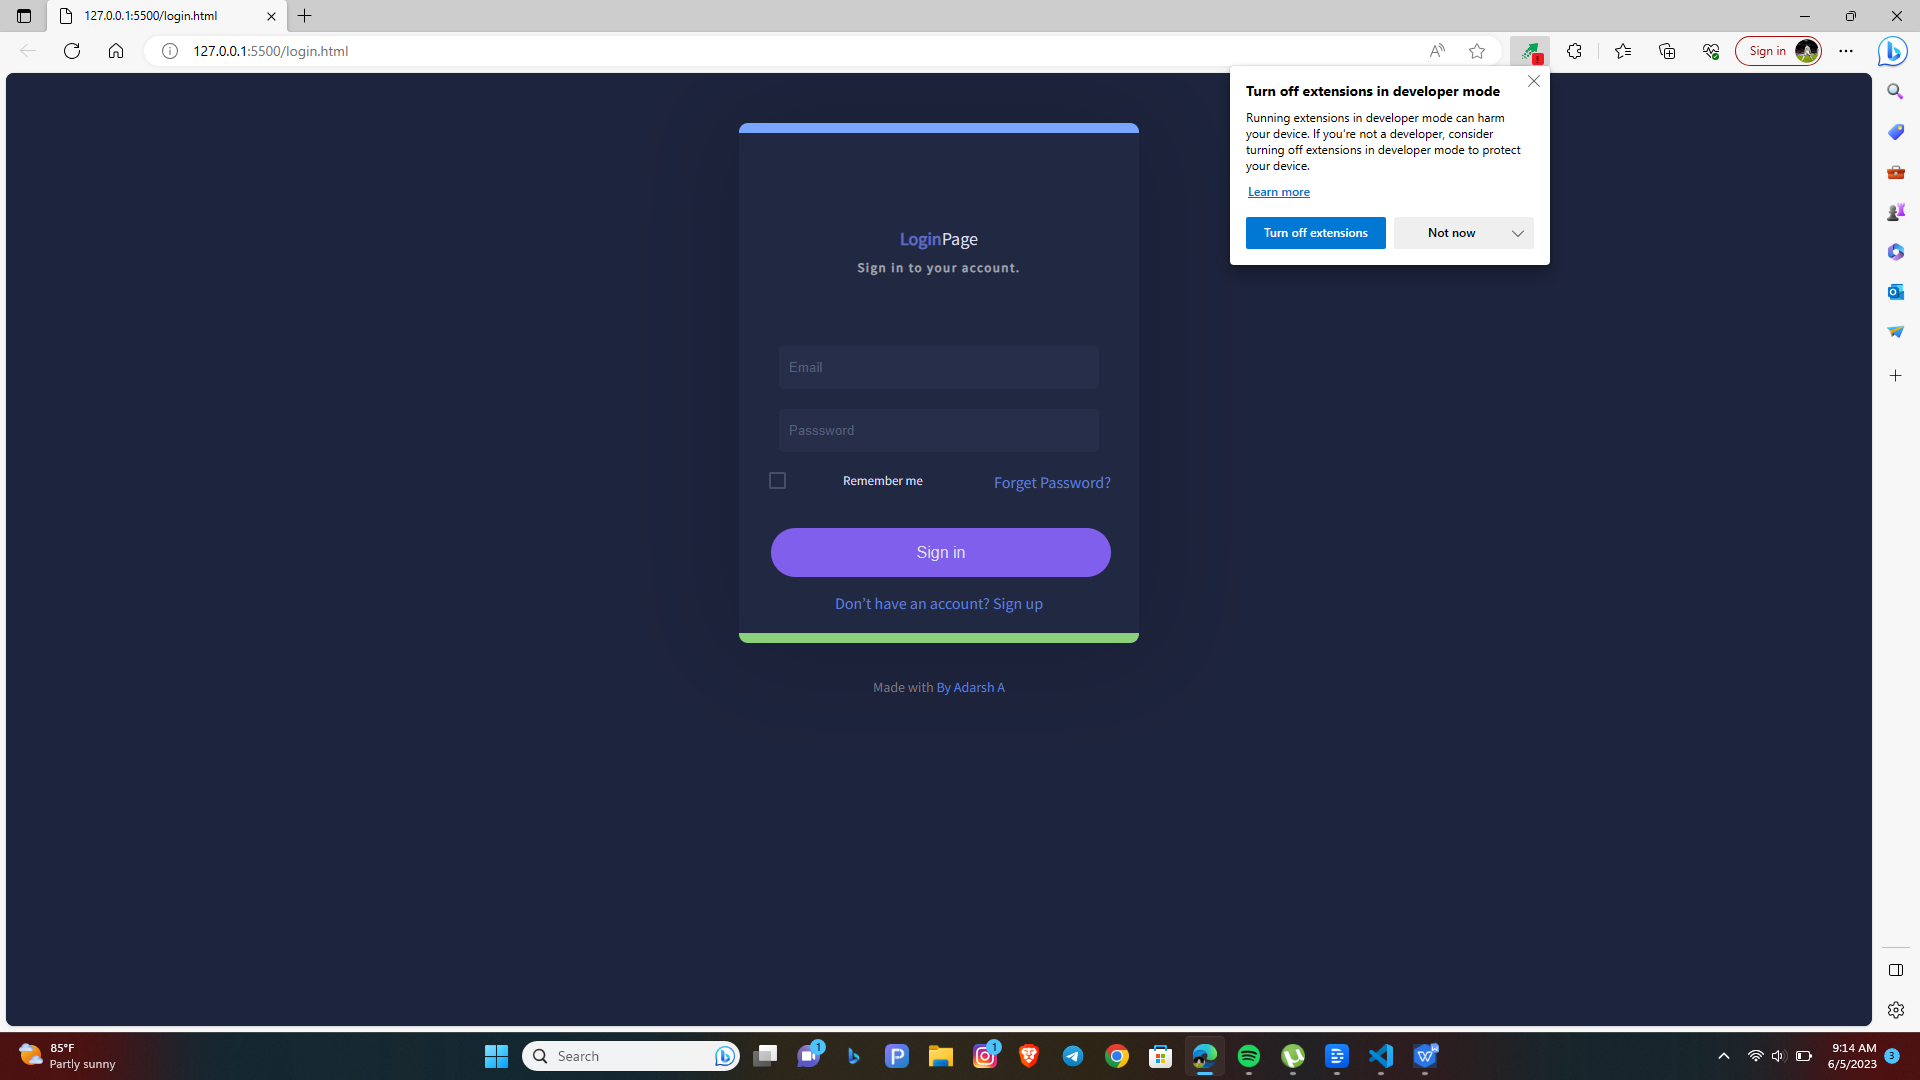 127.0.0.1:5500/login.html
127.0.0.1:5500/login.html
Sign in
Turn off extensions in developer mode
Running extensions in developer mode can harm
your device. If you're not a developer, consider
turning off extensions in developer mode to protect
your device.
Learn more
Turn off extensions
Not now
LoginPage
Sign in to your account.
Email
Passsword
Remember me
Forget Password?
Sign in
Don't have an account? Sign up
Made with By Adarsh A
85°F
Partly sunny
Search
1
1
9:14 AM
6/5/2023
3